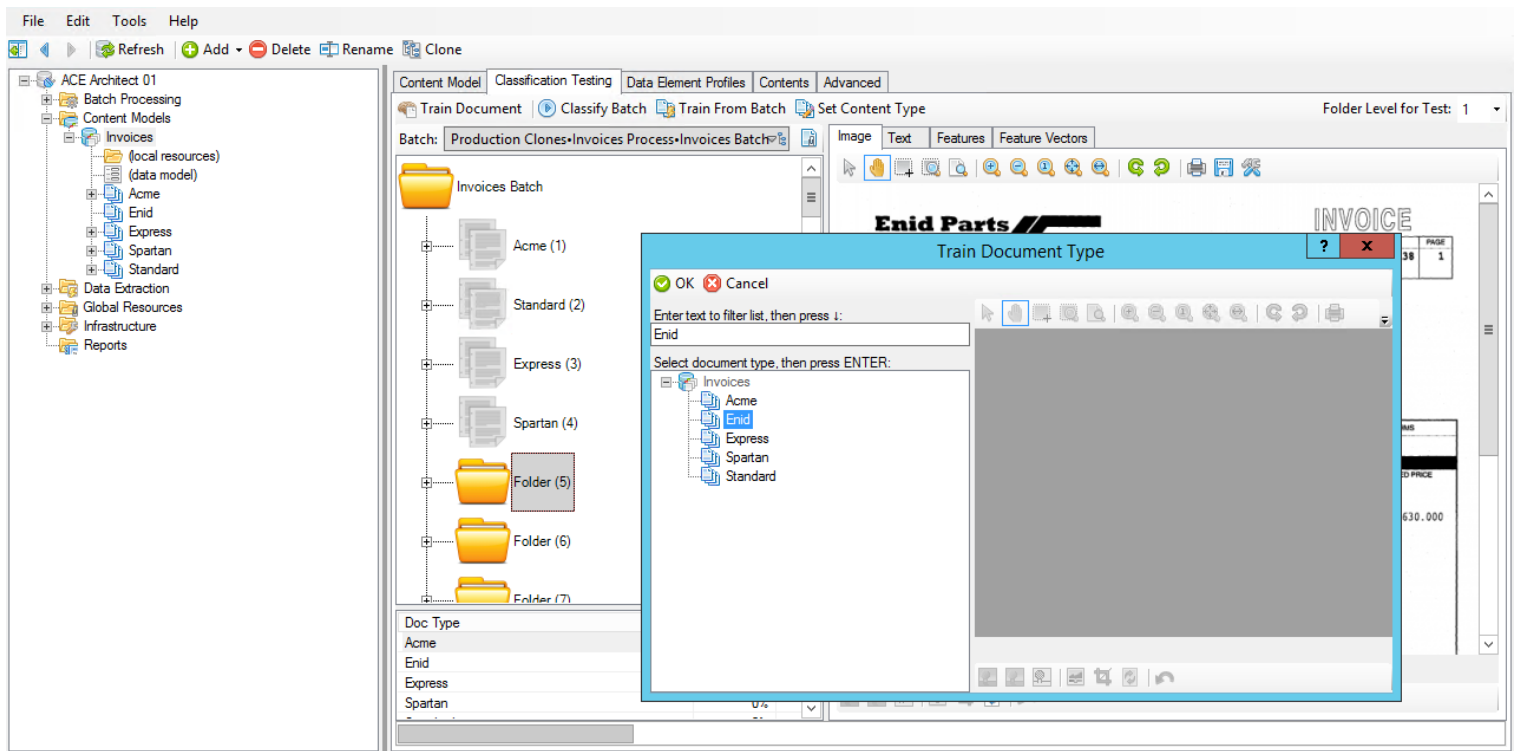 File Edit Tools Help
Refresh Add Delete Rename Clone
ACE Architect 01
Batch Processing
Content Models
Invoices
(local resources)
(data model)
Acme
Enid
Express
Spartan
Standard
Data Extraction
Global Resources
Infrastructure
Reports
Content Model Classification Testing Data Element Profiles Contents Advanced
Train Document Classify Batch Train From Batch Set Content Type Folder Level for Test: 1
Batch: Production Clones•Invoices Process•Invoices Batch
Invoices Batch
Acme (1)
Standard (2)
Express (3)
Spartan (4)
Folder (5)
Folder (6)
Folder (7)
Doc Type
Acme
Enid
Express
Spartan 0%
Image Text Features Feature Vectors
Enid Parts INVOICE
PAGE
38 1
ED PRICE
630.000
Train Document Type ? x
OK Cancel
Enter text to filter list, then press ↓:
Enid
Select document type, then press ENTER:
Invoices
Acme
Enid
Express
Spartan
Standard